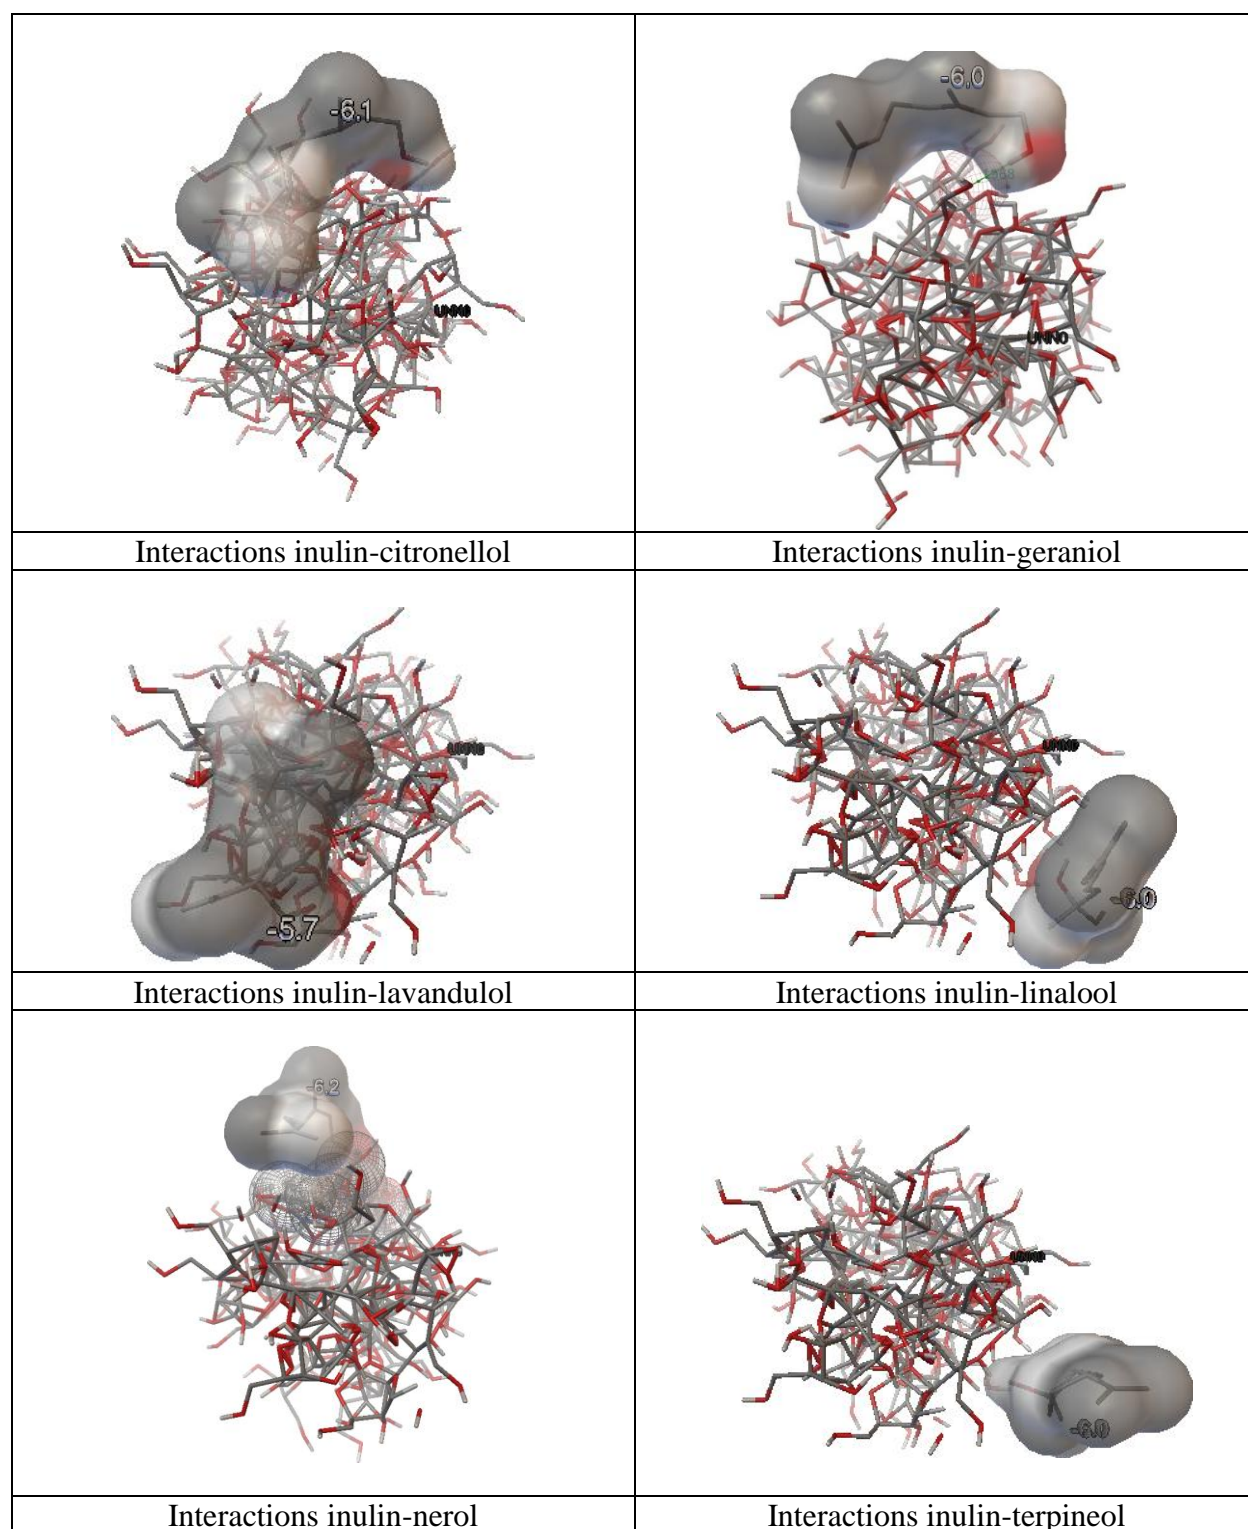 -6.1
-6.0
UNN0
Interactions inulin-citronellol
Interactions inulin-geraniol
-5.7
-6.0
Interactions inulin-lavandulol
Interactions inulin-linalool
-6.2
-6.0
Interactions inulin-nerol
Interactions inulin-terpineol